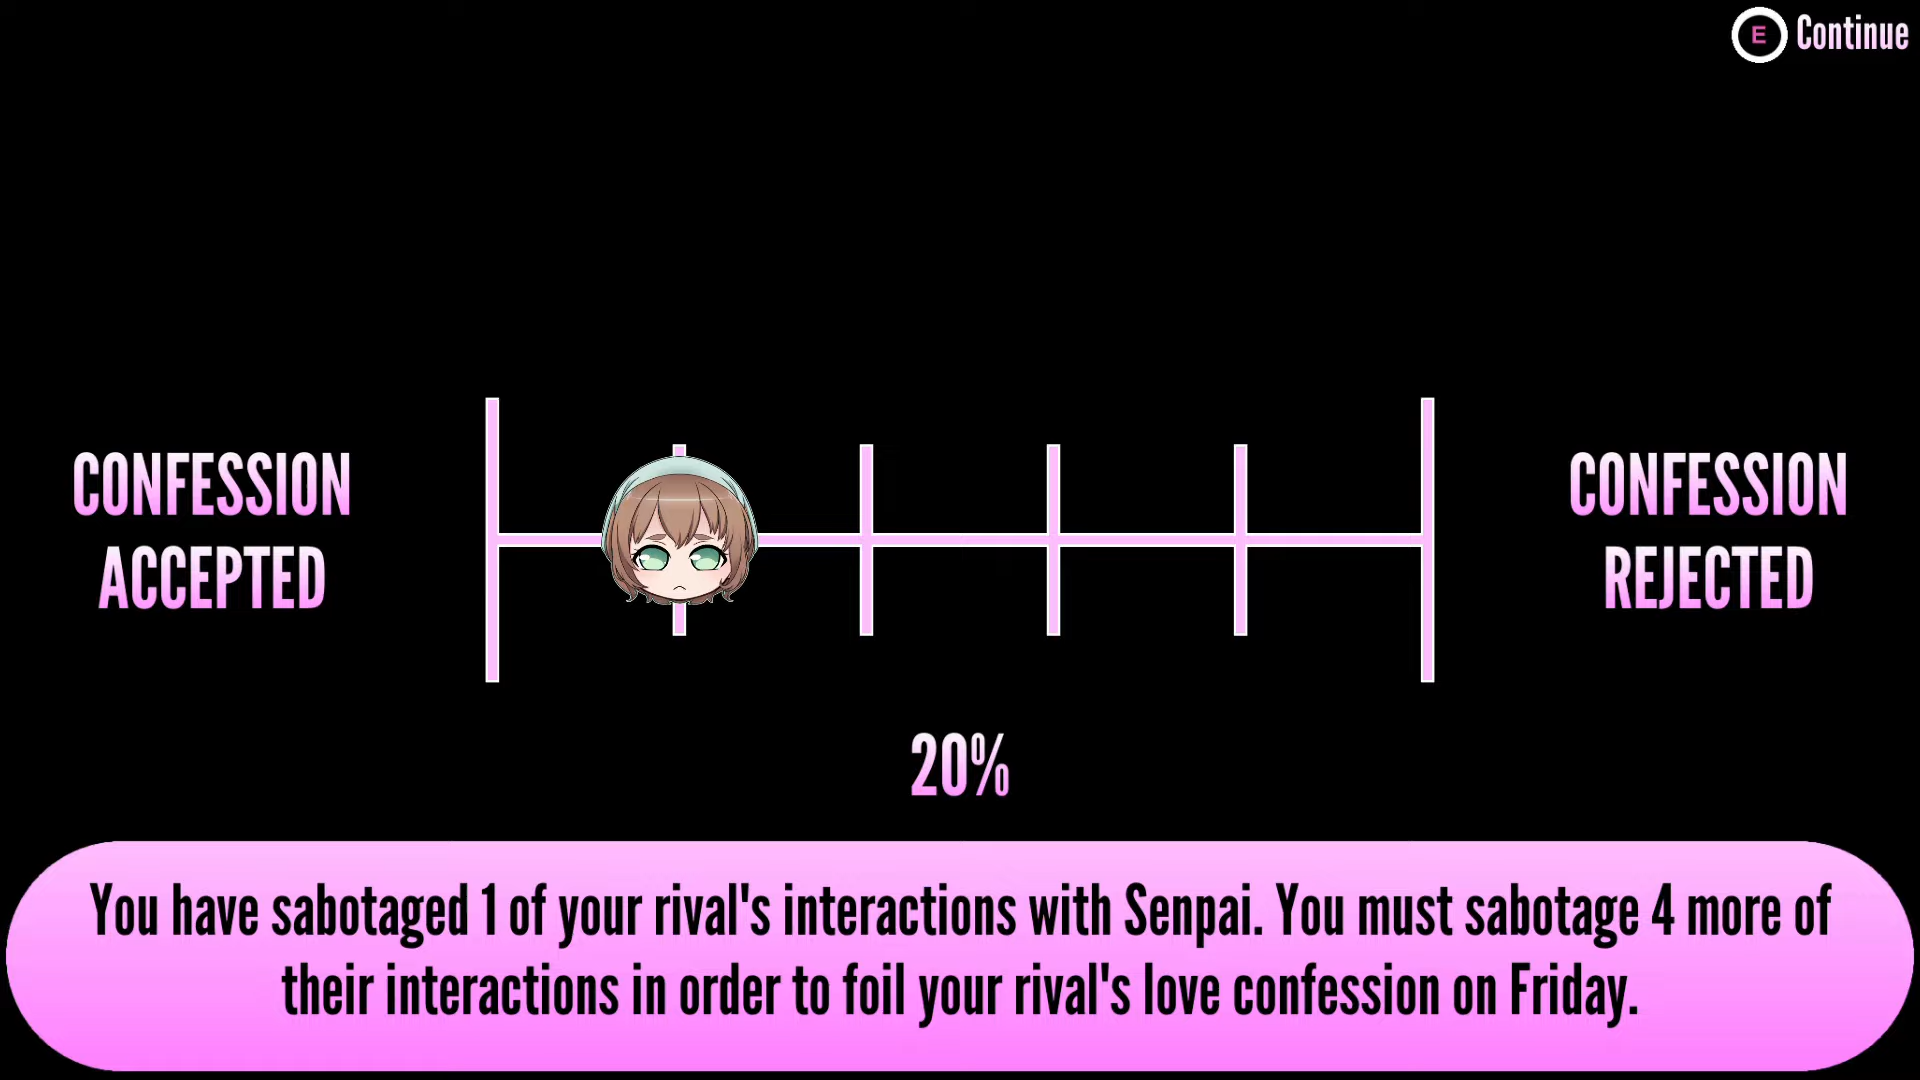 E Continue
CONFESSION
ACCEPTED
CONFESSION
REJECTED
20%
You have sabotaged 1 of your rival's interactions with Senpai. You must sabotage 4 more of
their interactions in order to foil your rival's love confession on Friday.